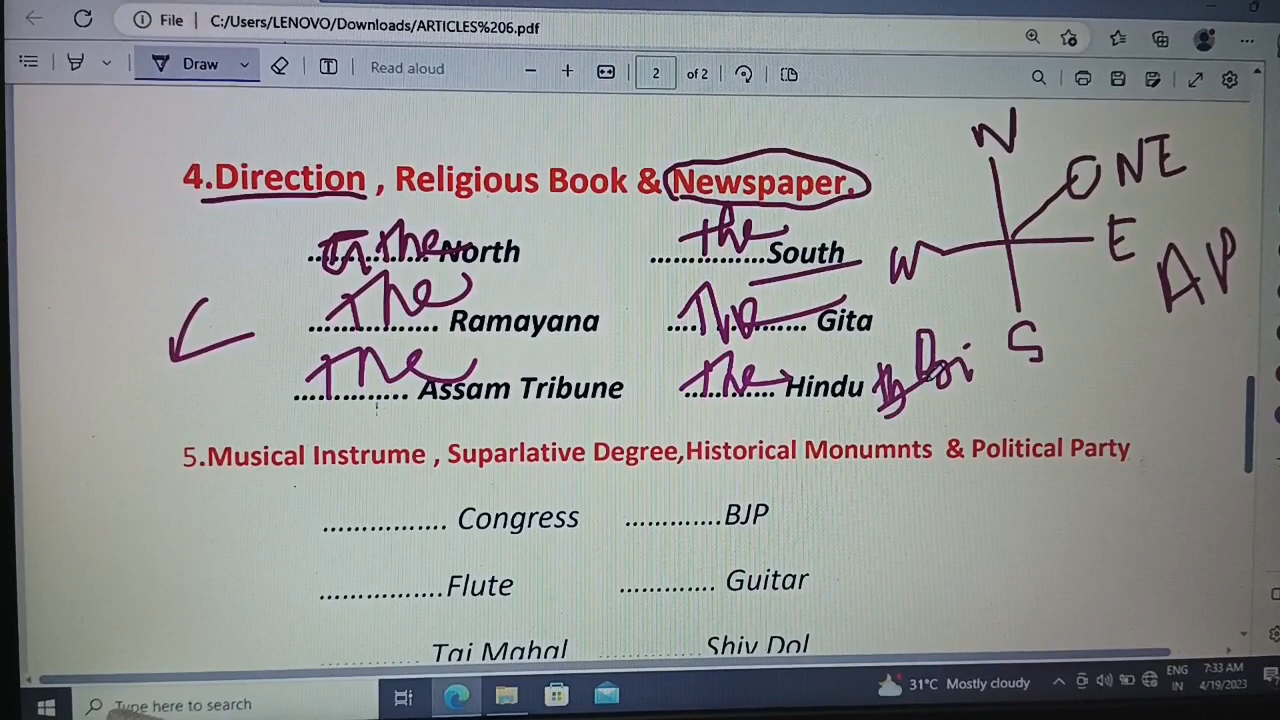 File C:/Users/LENOVO/Downloads/ARTICLES%206.pdf
Draw Read aloud 2 of 2
N
4.Direction , Religious Book & Newspaper. NE
In the North the South W E
AP
The Ramayana The Gita
S
The Assam Tribune the Hindu
5.Musical Instrume , Suparlative Degree,Historical Monumnts & Political Party
................ Congress .............BJP
................Flute ............. Guitar
Taj Mahal Shiv Dol
Type here to search 31°C Mostly cloudy ENG IN 7:33 AM 4/19/2023